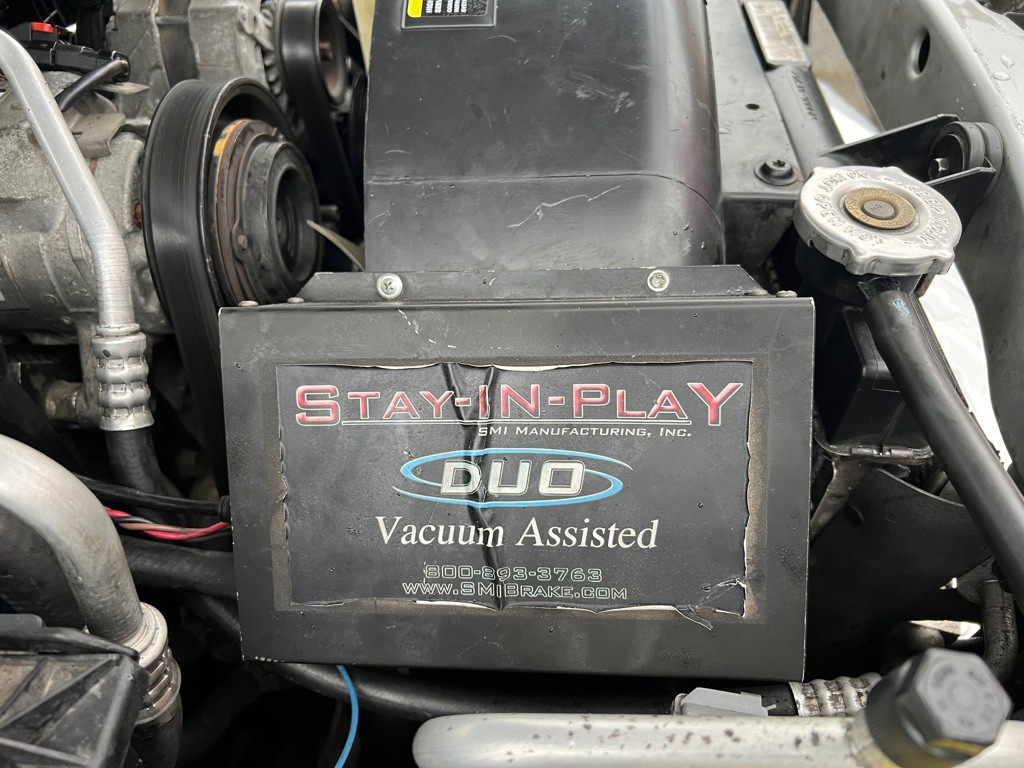 STAY-IN-PLAY
SMI MANUFACTURING, INC.
DUO
Vacuum Assisted
800-893-3763
WWW.SMIBRAKE.COM